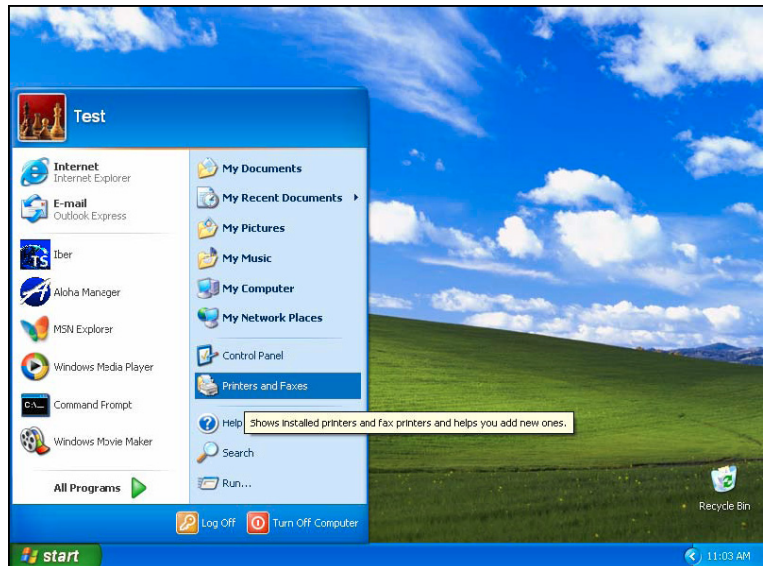 Test
Internet
Internet Explorer
E-mail
Outlook Express
Iber
Aloha Manager
MSN Explorer
Windows Media Player
Command Prompt
Windows Movie Maker
All Programs
My Documents
My Recent Documents
My Pictures
My Music
My Computer
My Network Places
Control Panel
Printers and Faxes
Help
Shows installed printers and fax printers and helps you add new ones.
Search
Run...
Log Off
Turn Off Computer
Recycle Bin
start
11:03 AM
TS
C:\_